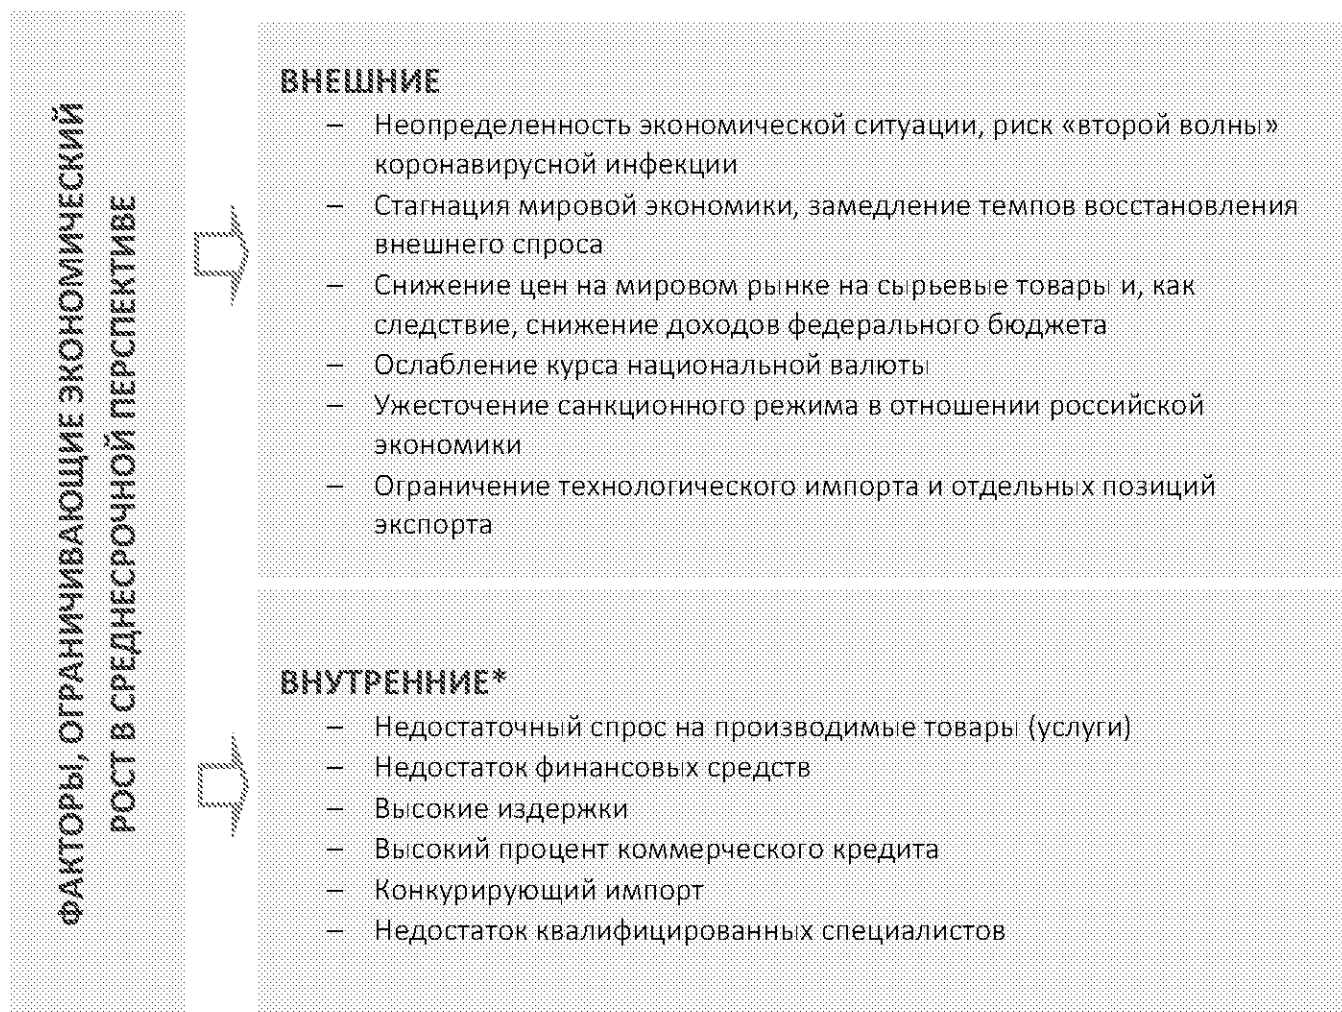 ФАКТОРЫ, ОГРАНИЧИВАЮЩИЕ ЭКОНОМИЧЕСКИЙ
РОСТ В СРЕДНЕСРОЧНОЙ ПЕРСПЕКТИВЕ
ВНЕШНИЕ
– Неопределенность экономической ситуации, риск «второй волны»
коронавирусной инфекции
– Стагнация мировой экономики, замедление темпов восстановления
внешнего спроса
– Снижение цен на мировом рынке на сырьевые товары и, как
следствие, снижение доходов федерального бюджета
– Ослабление курса национальной валюты
– Ужесточение санкционного режима в отношении российской
экономики
– Ограничение технологического импорта и отдельных позиций
экспорта
ВНУТРЕННИЕ*
– Недостаточный спрос на производимые товары (услуги)
– Недостаток финансовых средств
– Высокие издержки
– Высокий процент коммерческого кредита
– Конкурирующий импорт
– Недостаток квалифицированных специалистов